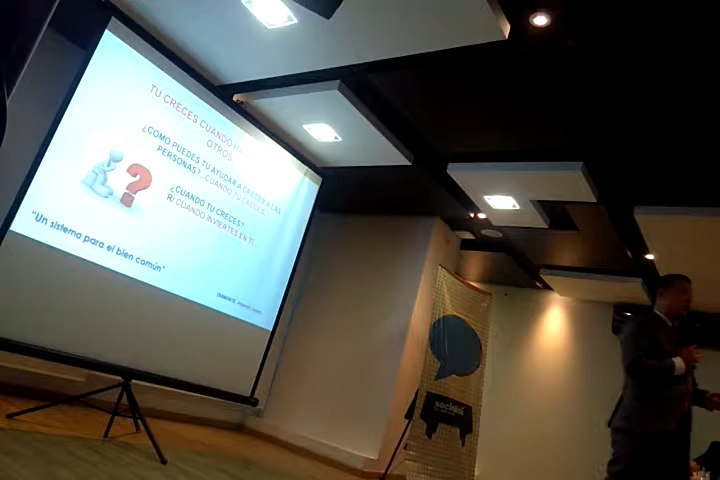 TU CRECES CUANDO
OTROS
¿COMO PUEDES TU AYUDAR A CRECER A LAS
PERSONAS?...CUANDO TU CRECES.
¿CUANDO TU CRECES?
R/ CUANDO INVIERTES EN TI.
"Un sistema para el bien común"